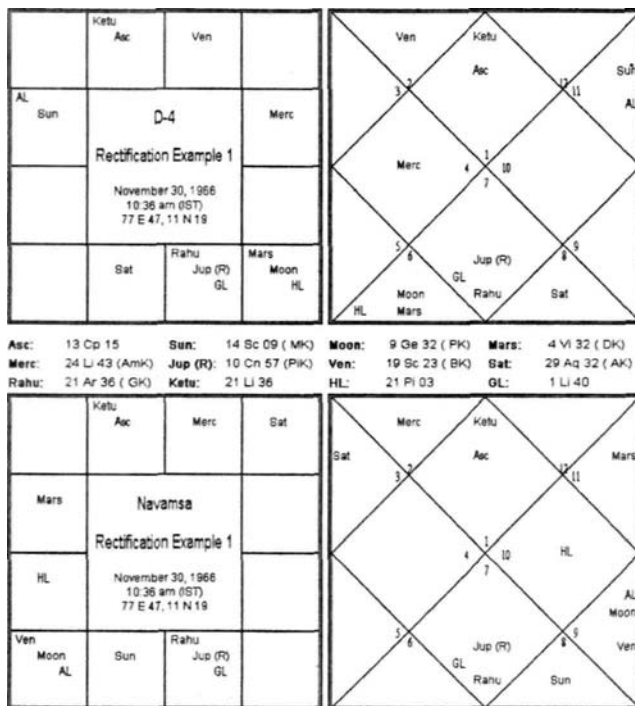 Ketu
Asc
Ven
AL
Sun
D-4
Rectification Example 1
November 30, 1966
10:36 am (IST)
77 E 47, 11 N 19
Merc
Sat
Rahu
Jup (R)
GL
Mars
Moon
HL
Ven
Ketu
Asc
Sun
AL
3 2
12 11
Merc
1
4 10
7
5 6
9 8
Jup (R)
GL
Rahu
HL
Moon
Mars
Sat
Asc: 13 Cp 15 Sun: 14 Sc 09 (MK) Moon: 9 Ge 32 (PK) Mars: 4 Vi 32 (DK)
Merc: 24 Li 43 (AmK) Jup (R): 10 Cn 57 (PiK) Ven: 19 Sc 23 (BK) Sat: 29 Aq 32 (AK)
Rahu: 21 Ar 36 (GK) Ketu: 21 Li 36 HL: 21 Pi 03 GL: 1 Li 40
Ketu
Asc
Merc
Sat
Mars
HL
Navamsa
Rectification Example 1
November 30, 1966
10:36 am (IST)
77 E 47, 11 N 19
Ven
Moon
AL
Sun
Rahu
Jup (R)
GL
Merc
Ketu
Sat
Asc
Mars
3 2
12 11
1
4 10
7
HL
5 6
9 8
AL
Moon
Ven
Jup (R)
GL
Rahu
Sun